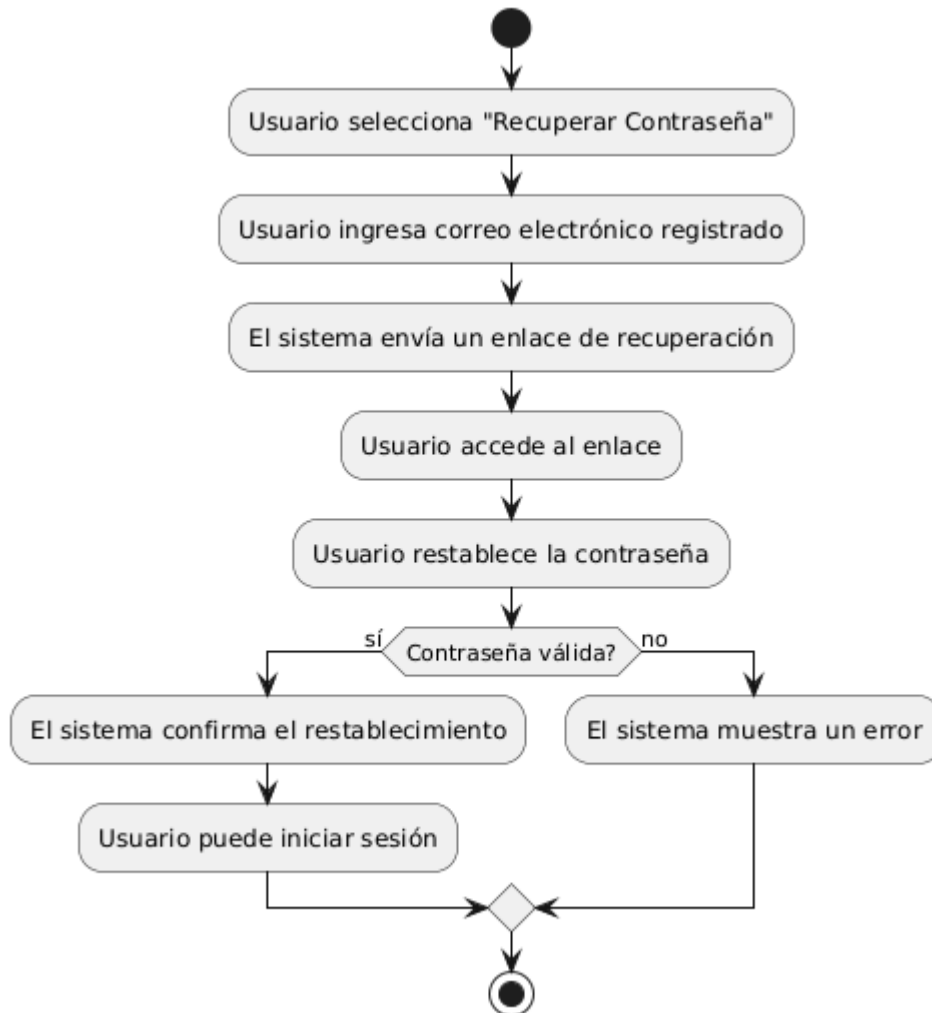 Usuario selecciona "Recuperar Contraseña"
Usuario ingresa correo electrónico registrado
El sistema envía un enlace de recuperación
Usuario accede al enlace
Usuario restablece la contraseña
sí
Contraseña válida?
no
El sistema confirma el restablecimiento
El sistema muestra un error
Usuario puede iniciar sesión